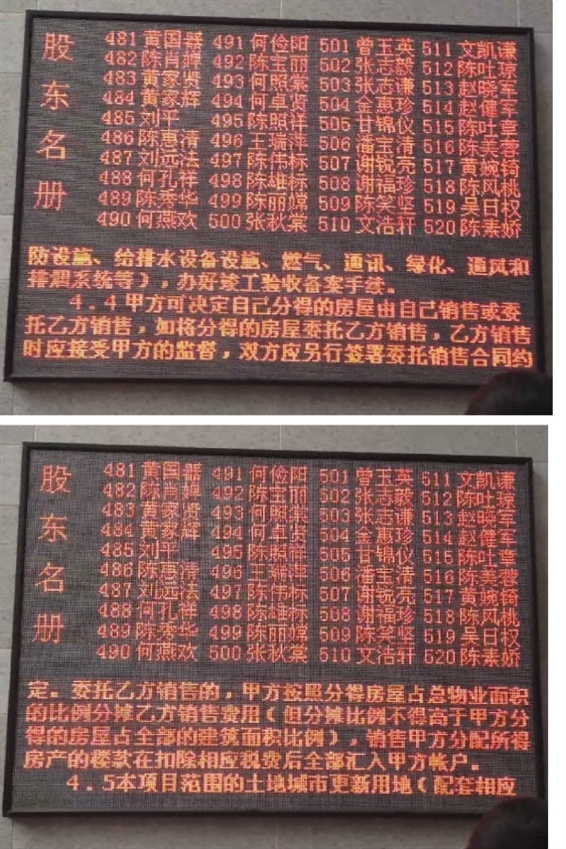 股东名册
481 黄国器 491 何俭阳 501 曾玉英 511 文凯谦
482 陈肖婵 492 陈宝丽 502 张志毅 512 陈吐琼
483 黄家贤 493 何照棠 503 张志谦 513 赵晓军
484 黄家辉 494 何卓贤 504 金惠珍 514 赵健军
485 刘平 495 陈照祥 505 甘锦仪 515 陈吐章
486 陈惠清 496 王瑞萍 506 潘宝清 516 陈美蓉
487 刘远法 497 陈伟标 507 谢锐亮 517 黄婉锜
488 何孔祥 498 陈雄标 508 谢福珍 518 陈风桃
489 陈秀华 499 陈丽嫦 509 陈笑坚 519 吴日权
490 何燕欢 500 张秋棠 510 文浩轩 520 陈素娇
防设施、给排水设备设施、燃气、通讯、绿化、通风和
排烟系统等），办好竣工验收备案手续。
4.4甲方可决定自己分得的房屋由自己销售或委
托乙方销售，如将分得的房屋委托乙方销售，乙方销售
时应接受甲方的监督，双方应另行签署委托销售合同约
股东名册
481 黄国器 491 何俭阳 501 曾玉英 511 文凯谦
482 陈肖婵 492 陈宝丽 502 张志毅 512 陈吐琼
483 黄家贤 493 何照棠 503 张志谦 513 赵晓军
484 黄家辉 494 何卓贤 504 金惠珍 514 赵健军
485 刘平 495 陈照祥 505 甘锦仪 515 陈吐章
486 陈惠清 496 王瑞萍 506 潘宝清 516 陈美蓉
487 刘远法 497 陈伟标 507 谢锐亮 517 黄婉锜
488 何孔祥 498 陈雄标 508 谢福珍 518 陈风桃
489 陈秀华 499 陈丽嫦 509 陈笑坚 519 吴日权
490 何燕欢 500 张秋棠 510 文浩轩 520 陈素娇
定。委托乙方销售的，甲方按照分得房屋占总物业面积
的比例分摊乙方销售费用（但分摊比例不得高于甲方分
得的房屋占全部的建筑面积比例），销售甲方分配所得
房产的楼款在扣除相应税费后全部汇入甲方帐户。
4.5本项目范围的土地城市更新用地（配套相应